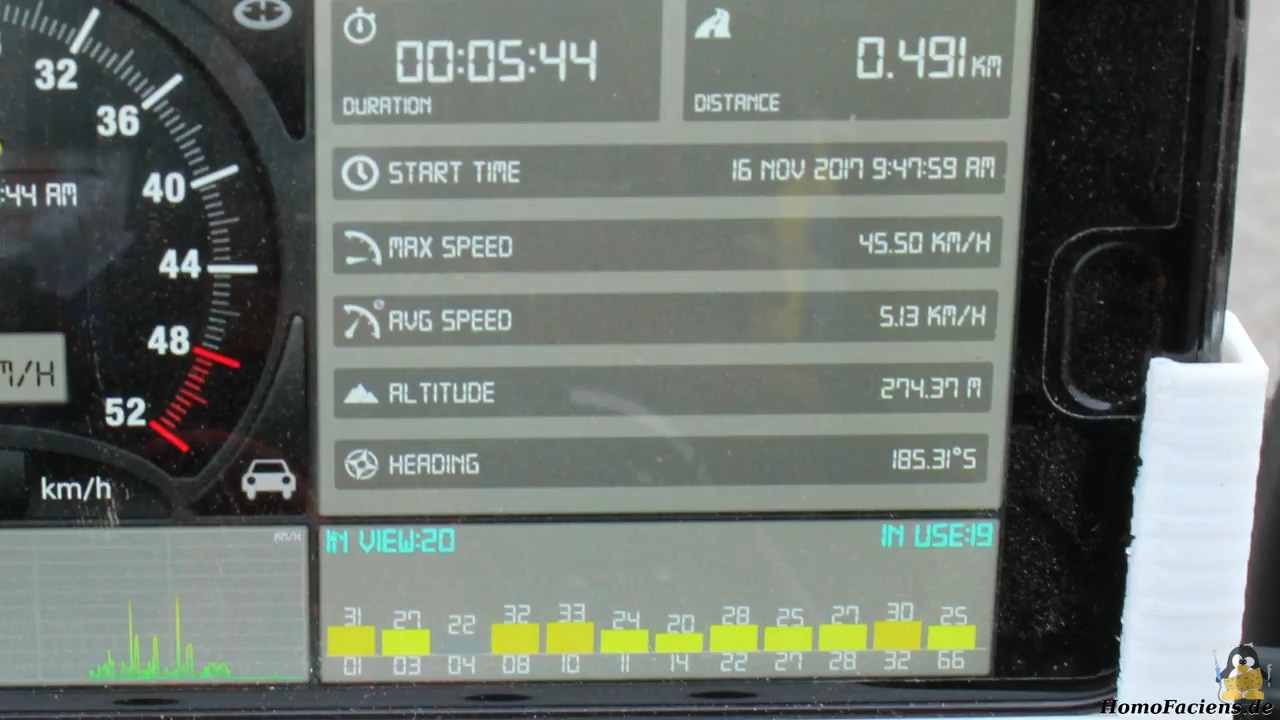 32
36
40
44
48
52
:44 AM
M/H
km/h
00:05:44
DURATION
0.491 KM
DISTANCE
START TIME 16 NOV 2017 9:47:59 AM
MAX SPEED 45.50 KM/H
AVG SPEED 5.13 KM/H
ALTITUDE 274.37 M
HEADING 185.31°S
KM/H
IN VIEW:20 IN USE:19
31 27 22 32 33 24 20 28 25 27 30 25
01 03 04 08 10 11 14 22 27 28 32 66
HomoFaciens.de